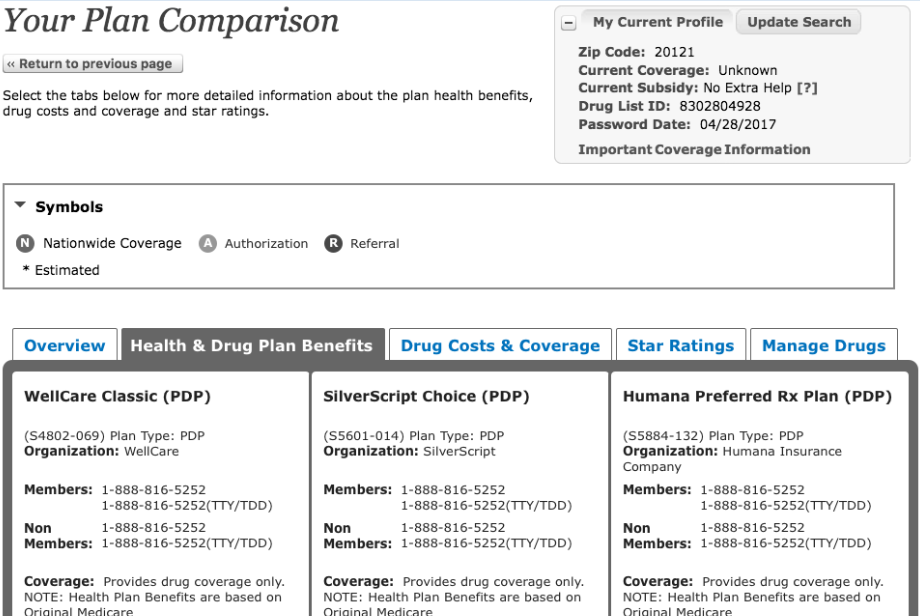 Your Plan Comparison
‹‹ Return to previous page
Select the tabs below for more detailed information about the plan health benefits,
drug costs and coverage and star ratings.
My Current Profile
Update Search
Zip Code: 20121
Current Coverage: Unknown
Current Subsidy: No Extra Help [?]
Drug List ID: 8302804928
Password Date: 04/28/2017
Important Coverage Information
Symbols
N Nationwide Coverage A Authorization R Referral
* Estimated
Overview
Health & Drug Plan Benefits
Drug Costs & Coverage
Star Ratings
Manage Drugs
WellCare Classic (PDP)
(S4802-069) Plan Type: PDP
Organization: WellCare
Members: 1-888-816-5252
1-888-816-5252(TTY/TDD)
Non 1-888-816-5252
Members: 1-888-816-5252(TTY/TDD)
Coverage: Provides drug coverage only.
NOTE: Health Plan Benefits are based on
Original Medicare
SilverScript Choice (PDP)
(S5601-014) Plan Type: PDP
Organization: SilverScript
Members: 1-888-816-5252
1-888-816-5252(TTY/TDD)
Non 1-888-816-5252
Members: 1-888-816-5252(TTY/TDD)
Coverage: Provides drug coverage only.
NOTE: Health Plan Benefits are based on
Original Medicare
Humana Preferred Rx Plan (PDP)
(S5884-132) Plan Type: PDP
Organization: Humana Insurance
Company
Members: 1-888-816-5252
1-888-816-5252(TTY/TDD)
Non 1-888-816-5252
Members: 1-888-816-5252(TTY/TDD)
Coverage: Provides drug coverage only.
NOTE: Health Plan Benefits are based on
Original Medicare